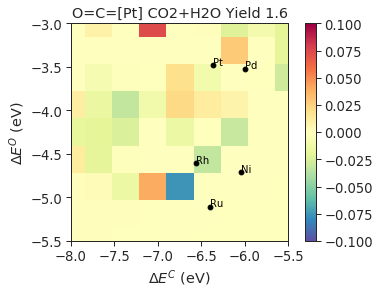 O=C=[Pt] CO2+H2O Yield 1.6
−3.0
−3.5
−4.0
−4.5
−5.0
−5.5
ΔE^O (eV)
Pt
Pd
Rh
Ni
Ru
−8.0 −7.5 −7.0 −6.5 −6.0 −5.5
ΔE^C (eV)
0.100
0.075
0.050
0.025
0.000
−0.025
−0.050
−0.075
−0.100